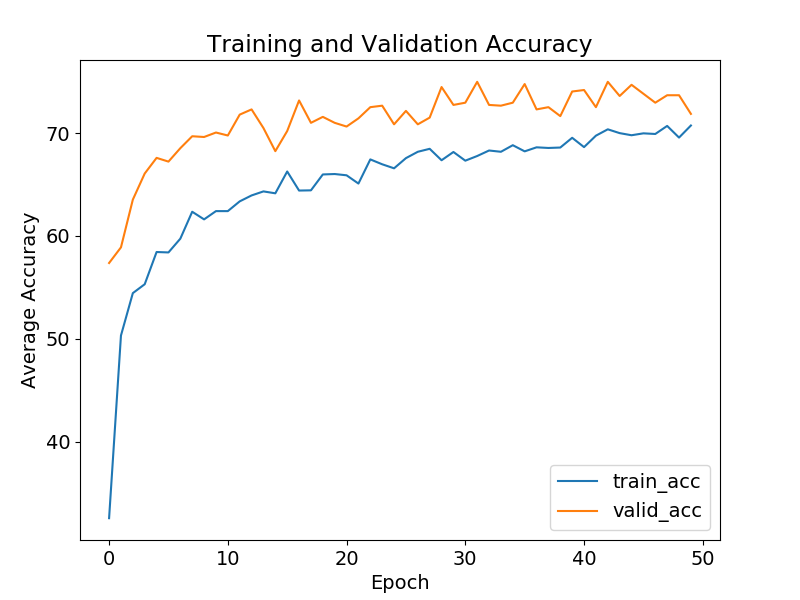 Training and Validation Accuracy
Average Accuracy
70
60
50
40
0 10 20 30 40 50
Epoch
train_acc
valid_acc